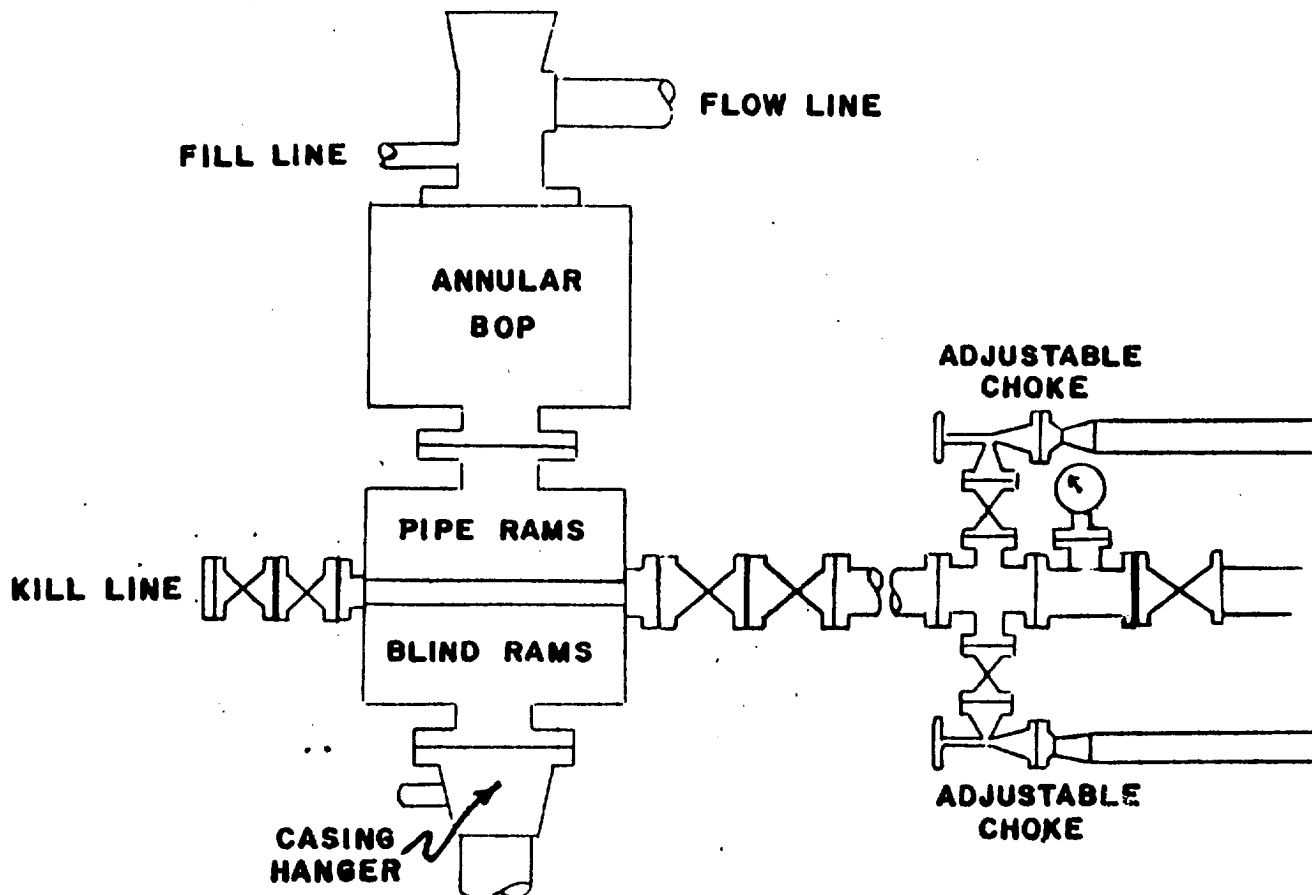 FLOW LINE
FILL LINE
ANNULAR
BOP
ADJUSTABLE
CHOKE
PIPE RAMS
KILL LINE
BLIND RAMS
ADJUSTABLE
CHOKE
CASING
HANGER